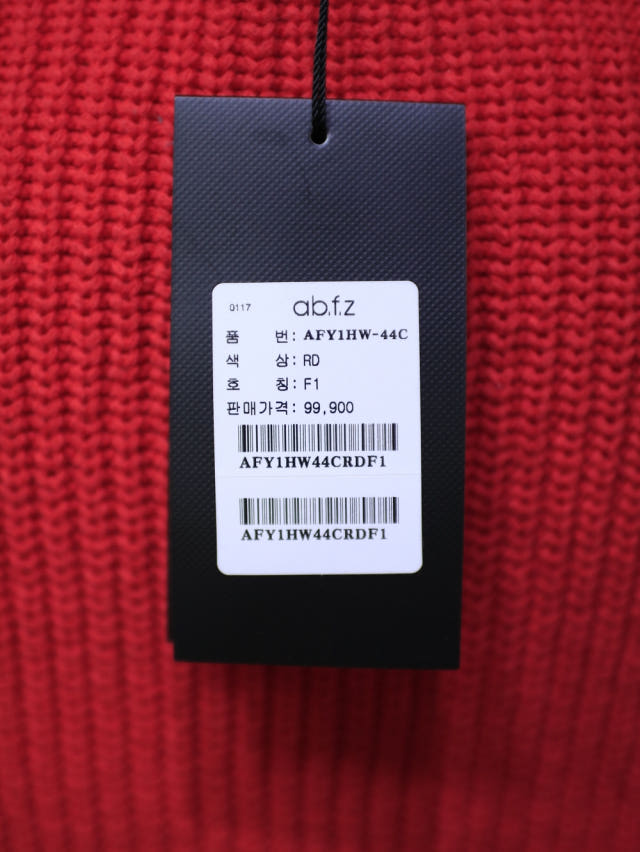 0117 ab.f.z
품 번: AFY1HW-44C
색 상: RD
호 칭: F1
판매가격: 99,900
AFY1HW44CRDF1
AFY1HW44CRDF1